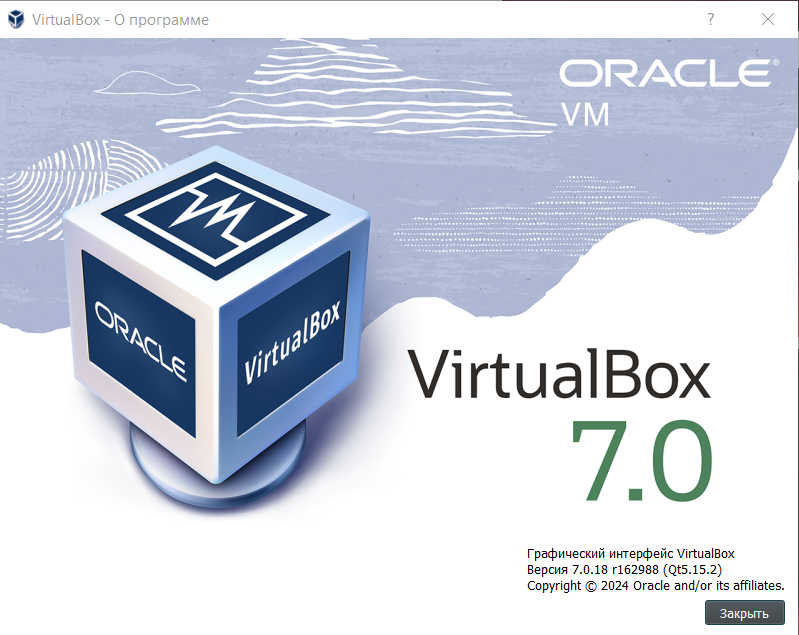 VirtualBox - О программе
ORACLE®
VM
ORACLE
VirtualBox
VirtualBox
7.0
Графический интерфейс VirtualBox
Версия 7.0.18 r162988 (Qt5.15.2)
Copyright © 2024 Oracle and/or its affiliates.
Закрыть